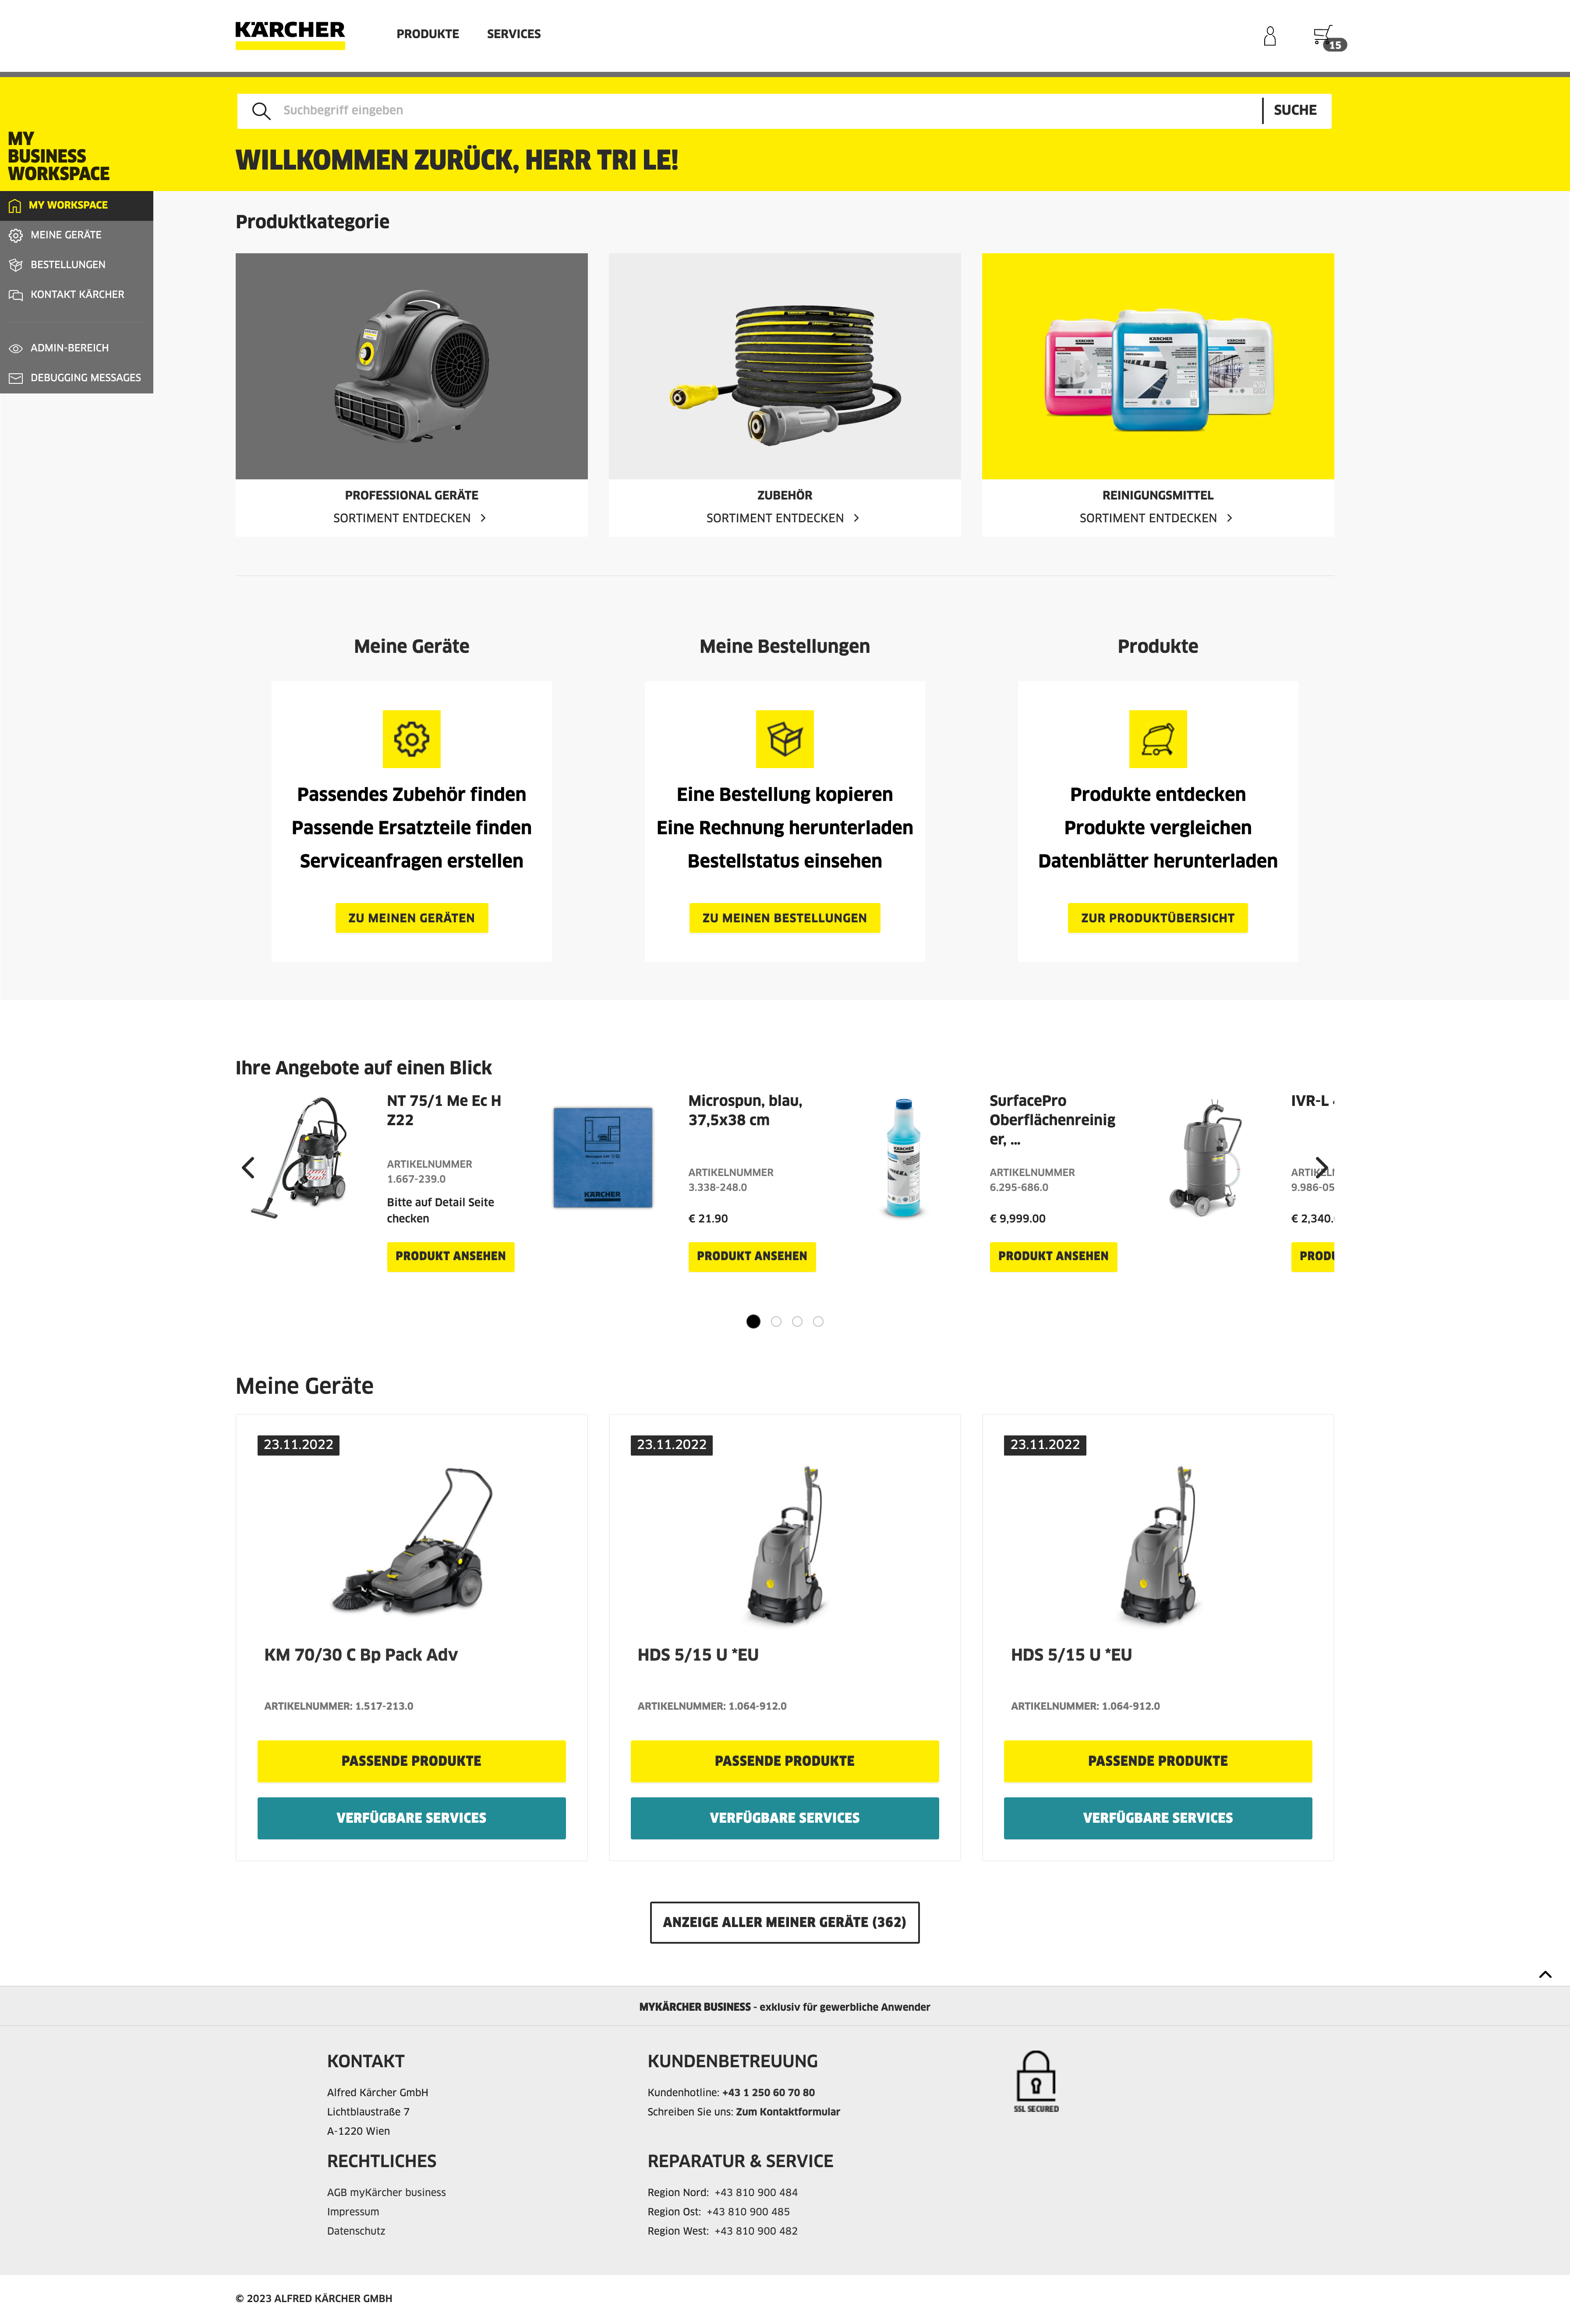 KÄRCHER
PRODUKTE
SERVICES
15
Suchbegriff eingeben
SUCHE
MY
BUSINESS
WORKSPACE
WILLKOMMEN ZURÜCK, HERR TRI LE!
MY WORKSPACE
MEINE GERÄTE
BESTELLUNGEN
KONTAKT KÄRCHER
ADMIN-BEREICH
DEBUGGING MESSAGES
Produktkategorie
PROFESSIONAL GERÄTE
SORTIMENT ENTDECKEN
ZUBEHÖR
SORTIMENT ENTDECKEN
REINIGUNGSMITTEL
SORTIMENT ENTDECKEN
Meine Geräte
Passendes Zubehör finden
Passende Ersatzteile finden
Serviceanfragen erstellen
ZU MEINEN GERÄTEN
Meine Bestellungen
Eine Bestellung kopieren
Eine Rechnung herunterladen
Bestellstatus einsehen
ZU MEINEN BESTELLUNGEN
Produkte
Produkte entdecken
Produkte vergleichen
Datenblätter herunterladen
ZUR PRODUKTÜBERSICHT
Ihre Angebote auf einen Blick
NT 75/1 Me Ec H
Z22
ARTIKELNUMMER
1.667-239.0
Bitte auf Detail Seite
checken
PRODUKT ANSEHEN
KÄRCHER
Microspun, blau,
37,5x38 cm
ARTIKELNUMMER
3.338-248.0
€ 21.90
PRODUKT ANSEHEN
KÄRCHER
SurfacePro
Oberflächenreinig
er, ...
ARTIKELNUMMER
6.295-686.0
€ 9,999.00
PRODUKT ANSEHEN
IVR-L
9.986-05
€ 2,340.
Meine Geräte
23.11.2022
KM 70/30 C Bp Pack Adv
ARTIKELNUMMER: 1.517-213.0
PASSENDE PRODUKTE
VERFÜGBARE SERVICES
23.11.2022
HDS 5/15 U *EU
ARTIKELNUMMER: 1.064-912.0
PASSENDE PRODUKTE
VERFÜGBARE SERVICES
23.11.2022
HDS 5/15 U *EU
ARTIKELNUMMER: 1.064-912.0
PASSENDE PRODUKTE
VERFÜGBARE SERVICES
ANZEIGE ALLER MEINER GERÄTE (362)
MYKÄRCHER BUSINESS - exklusiv für gewerbliche Anwender
KONTAKT
Alfred Kärcher GmbH
Lichtblaustraße 7
A-1220 Wien
KUNDENBETREUUNG
Kundenhotline: +43 1 250 60 70 80
Schreiben Sie uns: Zum Kontaktformular
SSL SECURED
RECHTLICHES
AGB myKärcher business
Impressum
Datenschutz
REPARATUR & SERVICE
Region Nord: +43 810 900 484
Region Ost: +43 810 900 485
Region West: +43 810 900 482
© 2023 ALFRED KÄRCHER GMBH